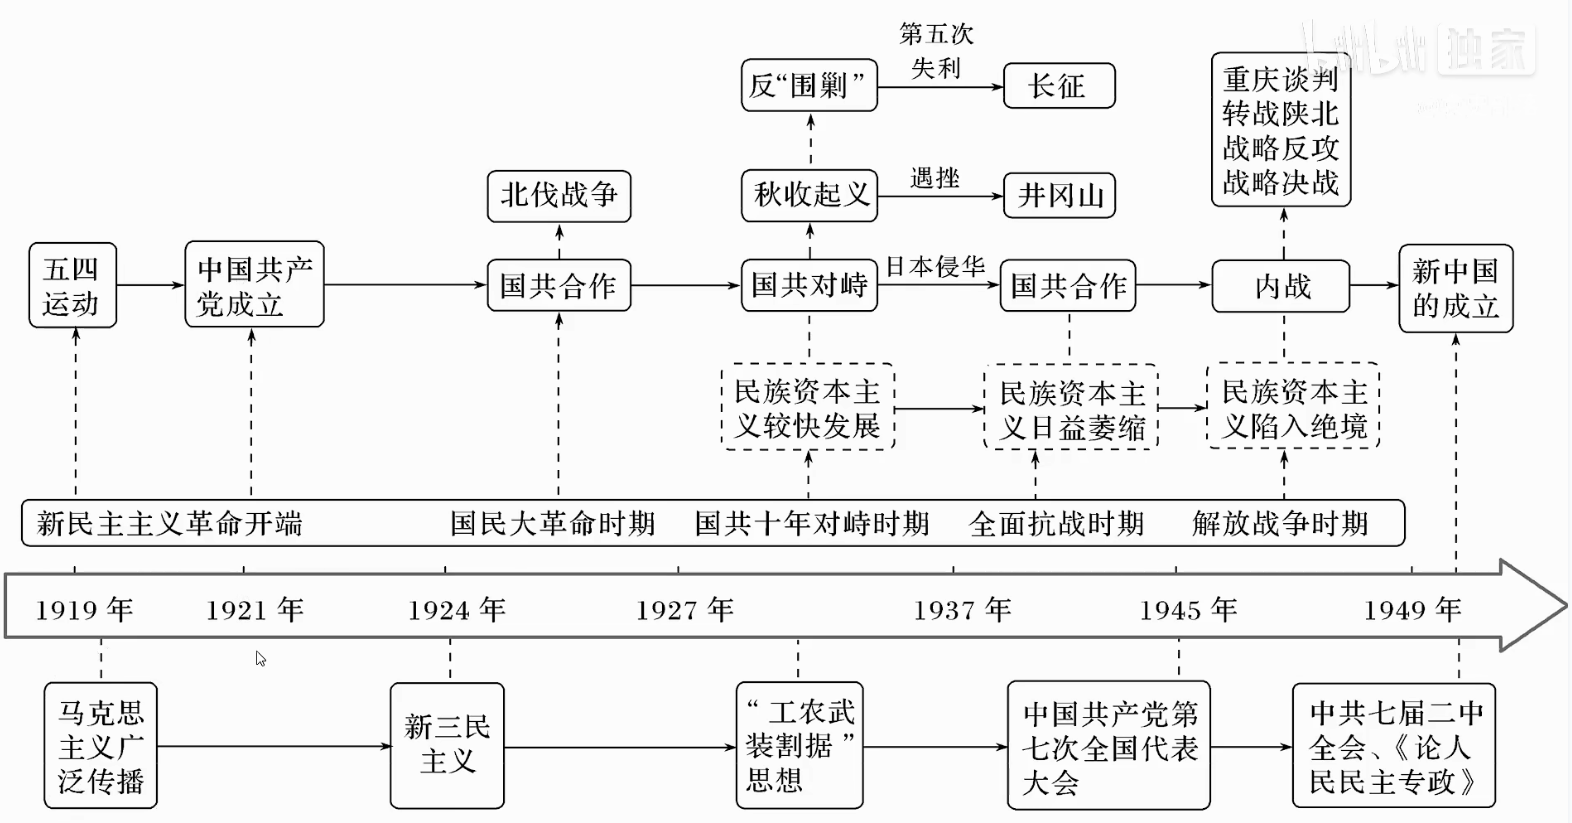 第五次
失利
反“围剿”
长征
重庆谈判
转战陕北
战略反攻
战略决战
独家
北伐战争
秋收起义
遇挫
井冈山
五四
运动
中国共产
党成立
国共合作
国共对峙
日本侵华
国共合作
内战
新中国
的成立
民族资本主
义较快发展
民族资本主
义日益萎缩
民族资本主
义陷入绝境
新民主主义革命开端
国民大革命时期
国共十年对峙时期
全面抗战时期
解放战争时期
1919 年
1921 年
1924 年
1927 年
1937 年
1945 年
1949 年
马克思
主义广
泛传播
新三民
主义
“工农武
装割据”
思想
中国共产党第
七次全国代表
大会
中共七届二中
全会、《论人
民民主专政》